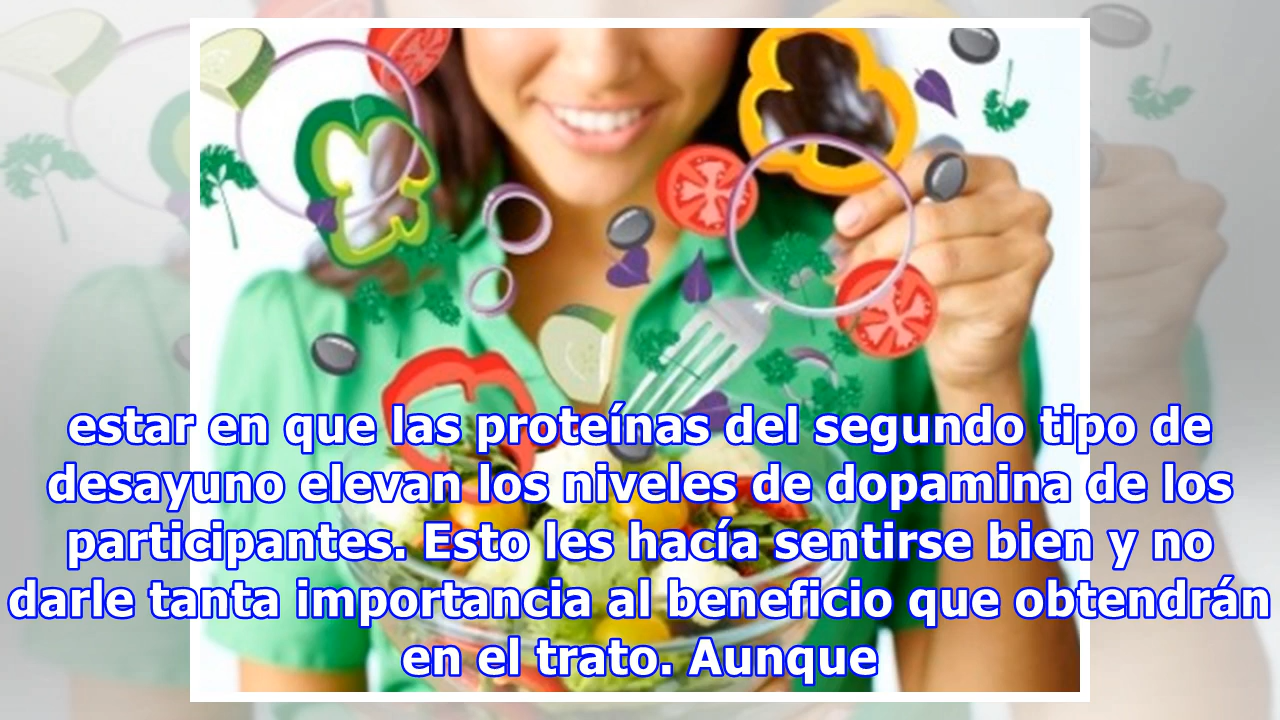 estar en que las proteínas del segundo tipo de
desayuno elevan los niveles de dopamina de los
participantes. Esto les hacía sentirse bien y no
darle tanta importancia al beneficio que obtendrán
en el trato. Aunque